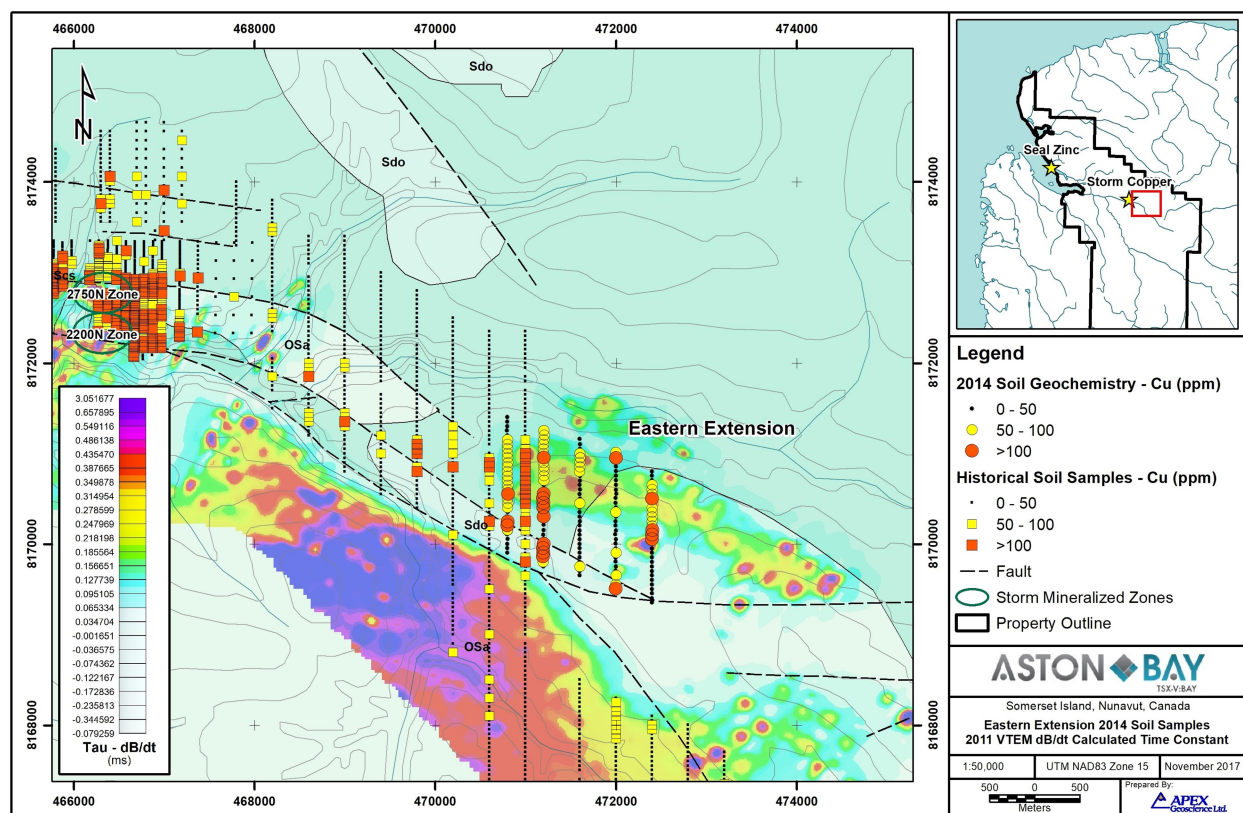 466000
468000
470000
472000
474000
Sdo
N
Sdo
8174000
8174000
Scs
2750N Zone
2200N Zone
OSa
8172000
8172000
Eastern Extension
Sdo
8170000
8170000
OSa
8168000
8168000
3.051677
0.657895
0.549116
0.486138
0.435470
0.387665
0.349878
0.314954
0.278599
0.247969
0.218180
0.185564
0.156651
0.127739
0.095105
0.065334
0.034704
-0.001651
-0.036575
-0.074362
-0.122167
-0.172836
-0.235813
-0.344592
-0.079259
Tau - dB/dt
(ms)
466000
468000
470000
472000
474000
Seal Zinc
Storm Copper
Legend
2014 Soil Geochemistry - Cu (ppm)
0 - 50
50 - 100
>100
Historical Soil Samples - Cu (ppm)
0 - 50
50 - 100
>100
Fault
Storm Mineralized Zones
Property Outline
ASTON BAY
TSX-V:BAY
Somerset Island, Nunavut, Canada
Eastern Extension 2014 Soil Samples
2011 VTEM dB/dt Calculated Time Constant
1:50,000 UTM NAD83 Zone 15 November 2017
500 0 500
Meters
Prepared By:
APEX
Geoscience Ltd.